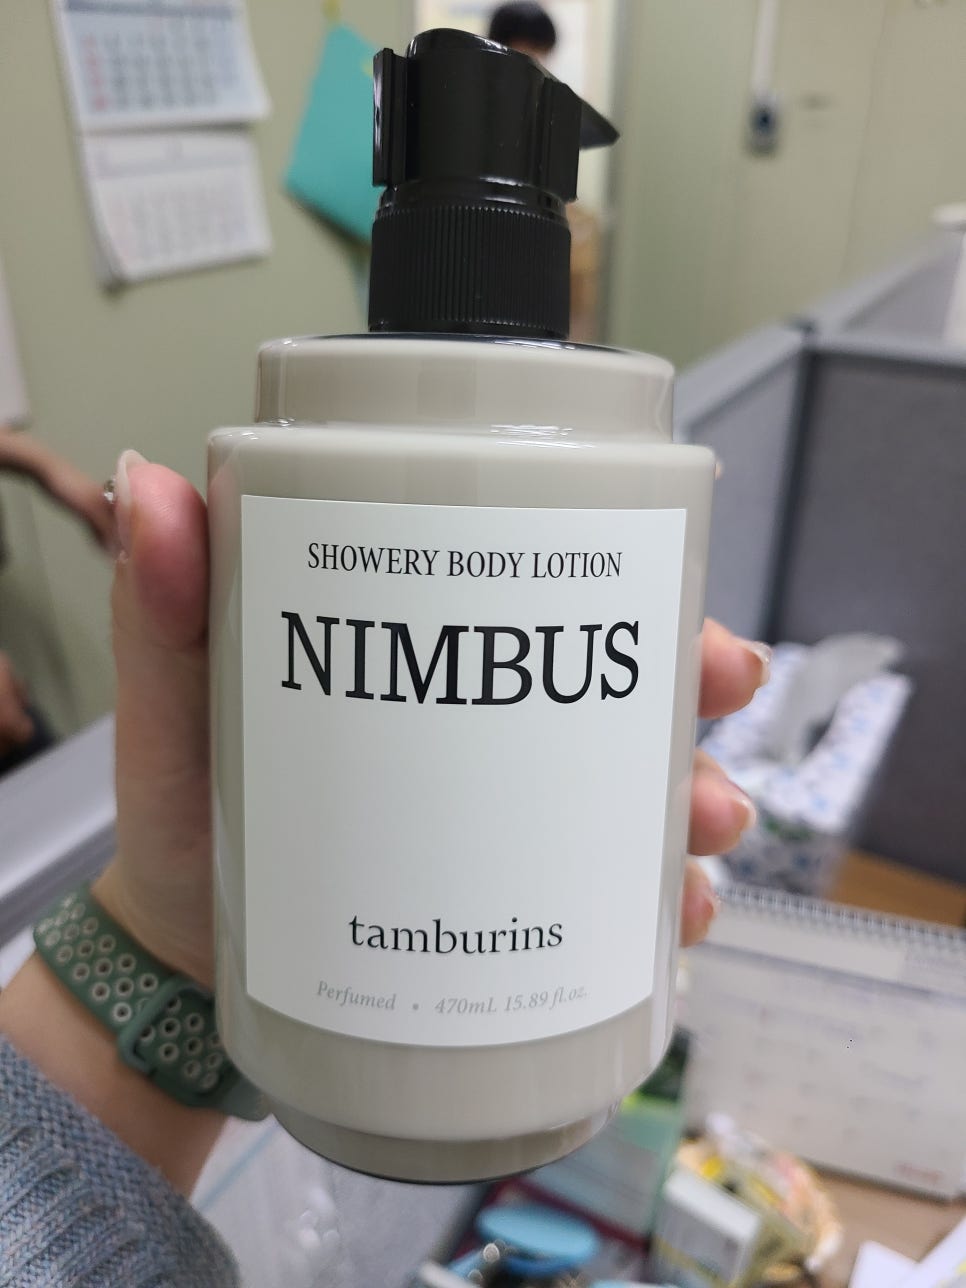 SHOWERY BODY LOTION
NIMBUS
tamburins
Perfumed • 470mL 15.89 fl.oz.